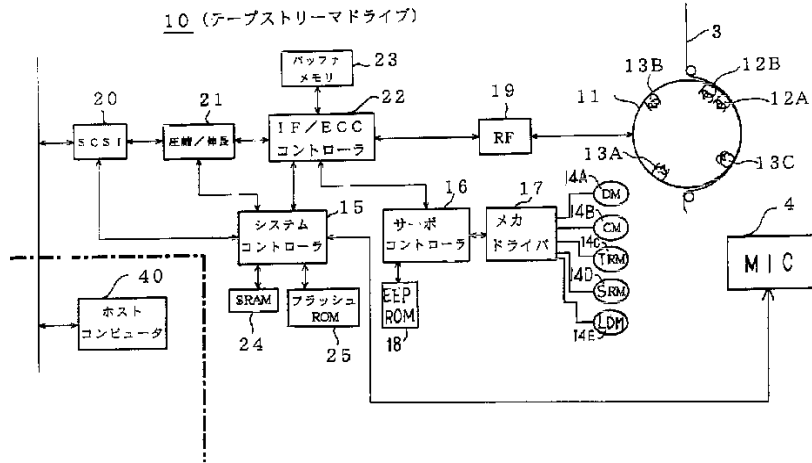 10 (テープストリーマドライブ)
バッファ
メモリ
23
3
20
21
22
19
11
13B
12B
12A
SCSI
圧縮/伸長
IF/ECC
コントローラ
RF
13A
13C
15
16
17
14A
DM
システム
コントローラ
サーボ
コントローラ
メカ
ドライバ
14B
CM
14C
TRM
4
MIC
14D
SRM
40
ホスト
コンピュータ
SRAM
24
フラッシュ
ROM
25
EEP
ROM
18
LDM
14E